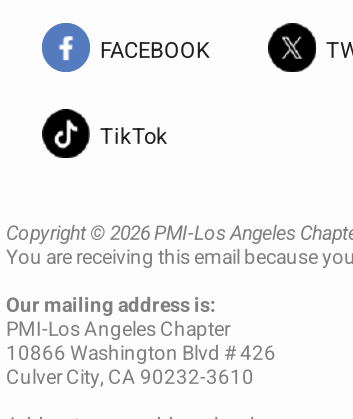 FACEBOOK
TikTok
Copyright © 2026 PMI-Los Angeles
You are receiving this email because you
Our mailing address is:
PMI-Los Angeles Chapter
10866 Washington Blvd # 426
Culver City, CA 90232-3610